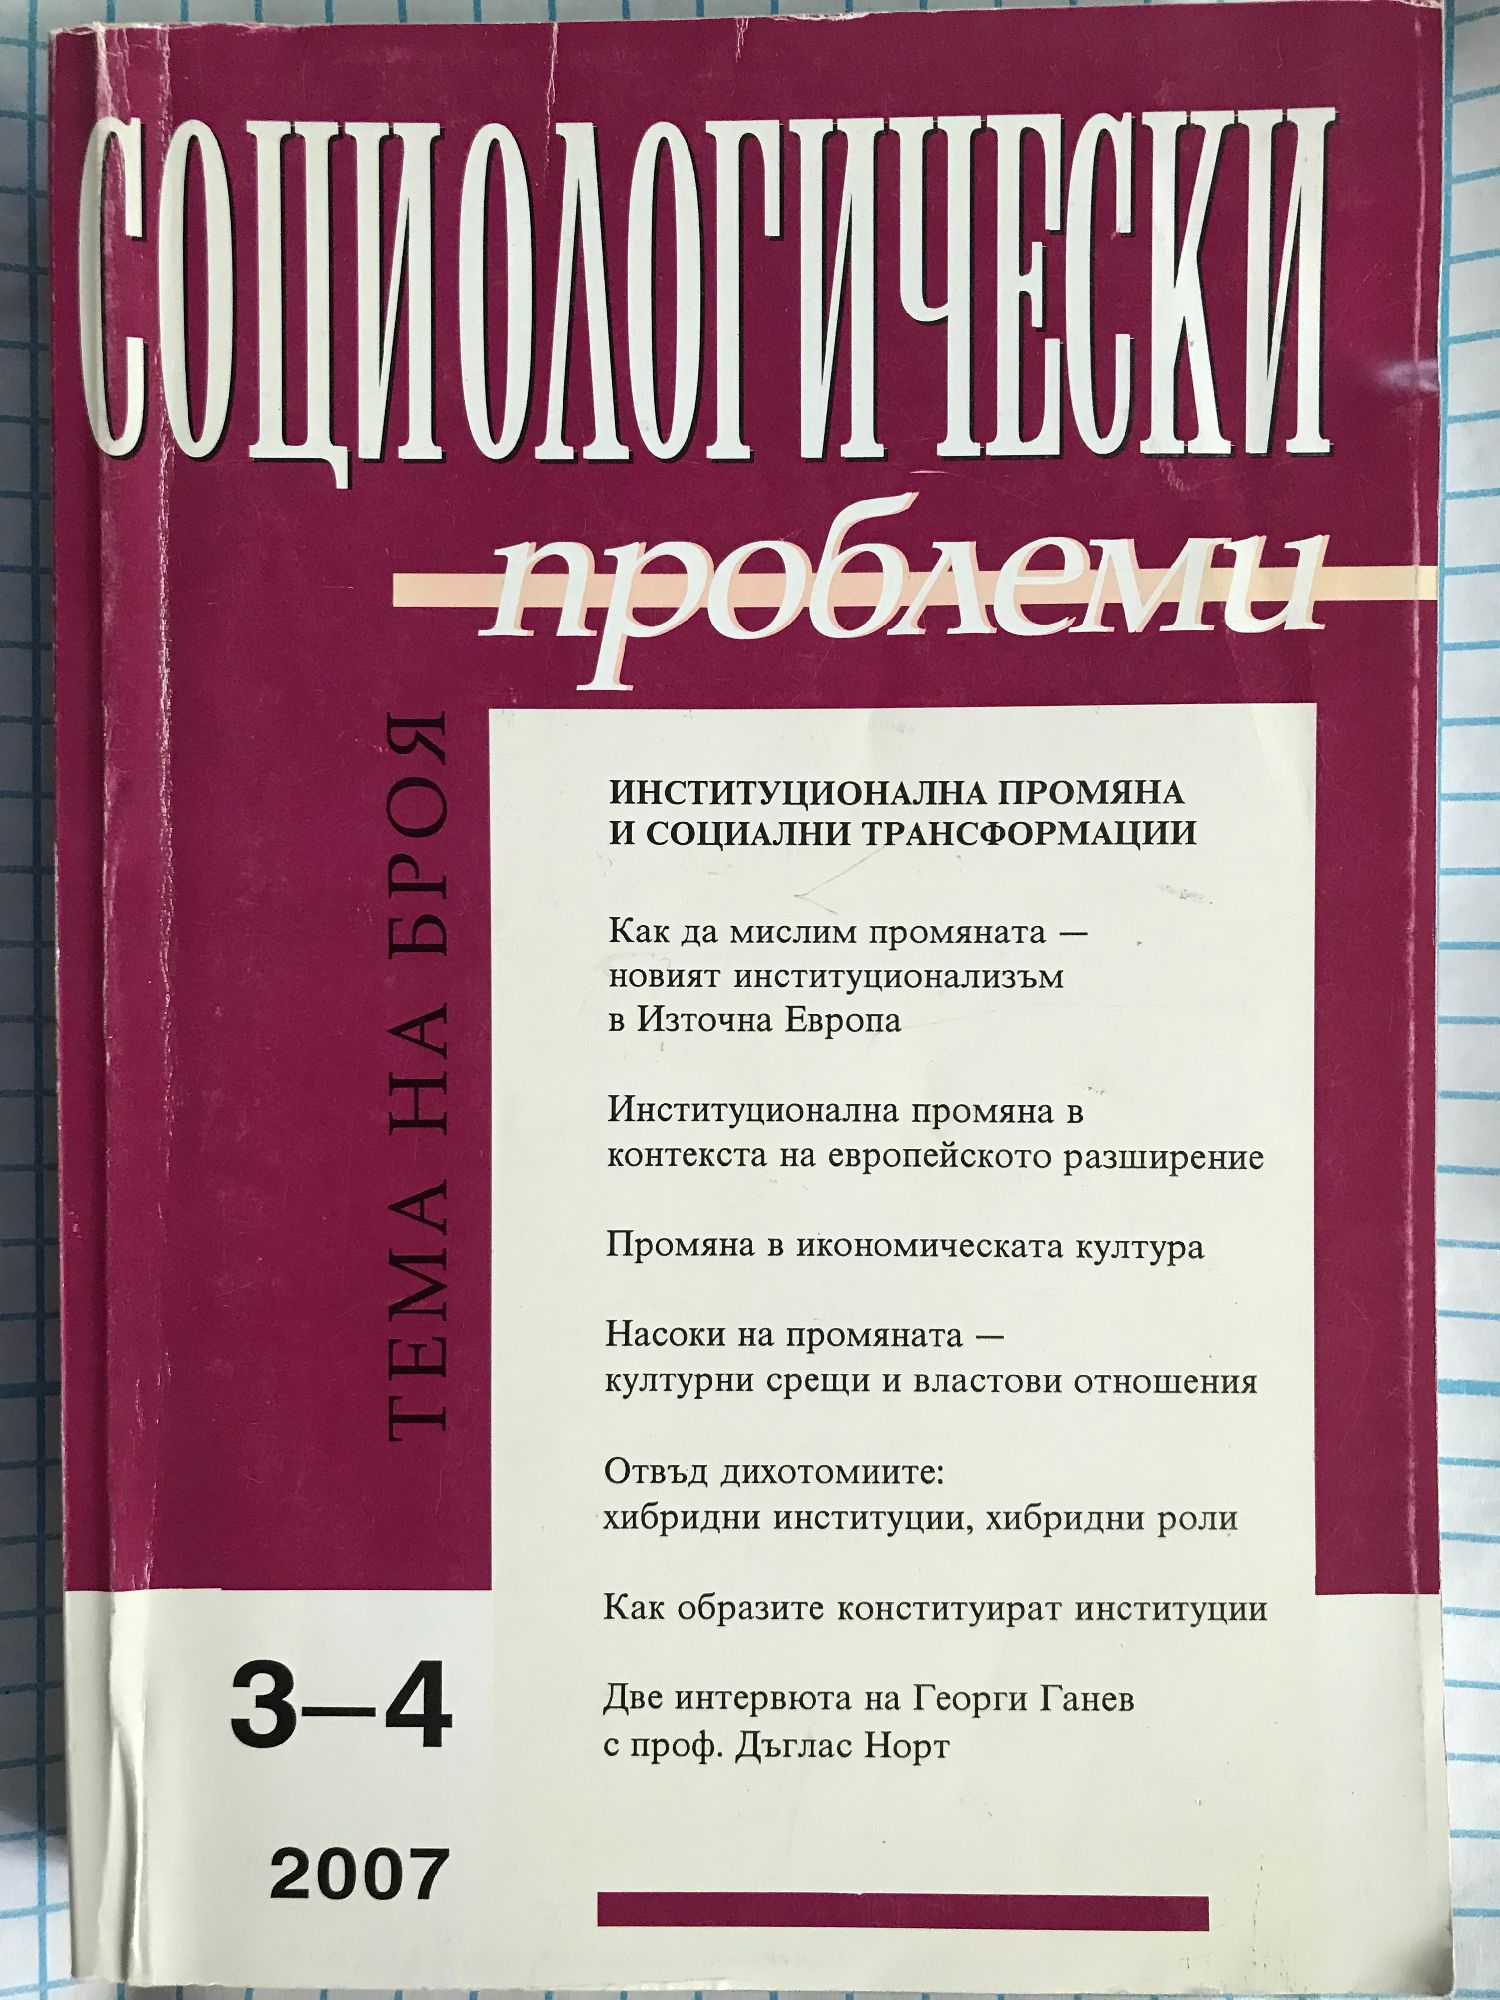 СОЦИОЛОГИЧЕСКИ
проблеми
ТЕМА НА БРОЯ
ИНСТИТУЦИОНАЛНА ПРОМЯНА
И СОЦИАЛНИ ТРАНСФОРМАЦИИ
Как да мислим промяната —
новият институционализъм
в Източна Европа
Институционална промяна в
контекста на европейското разширение
Промяна в икономическата култура
Насоки на промяната —
културни срещи и властови отношения
Отвъд дихотомиите:
хибридни институции, хибридни роли
Как образите конституират институции
Две интервюта на Георги Ганев
с проф. Дъглас Норт
3–4
2007